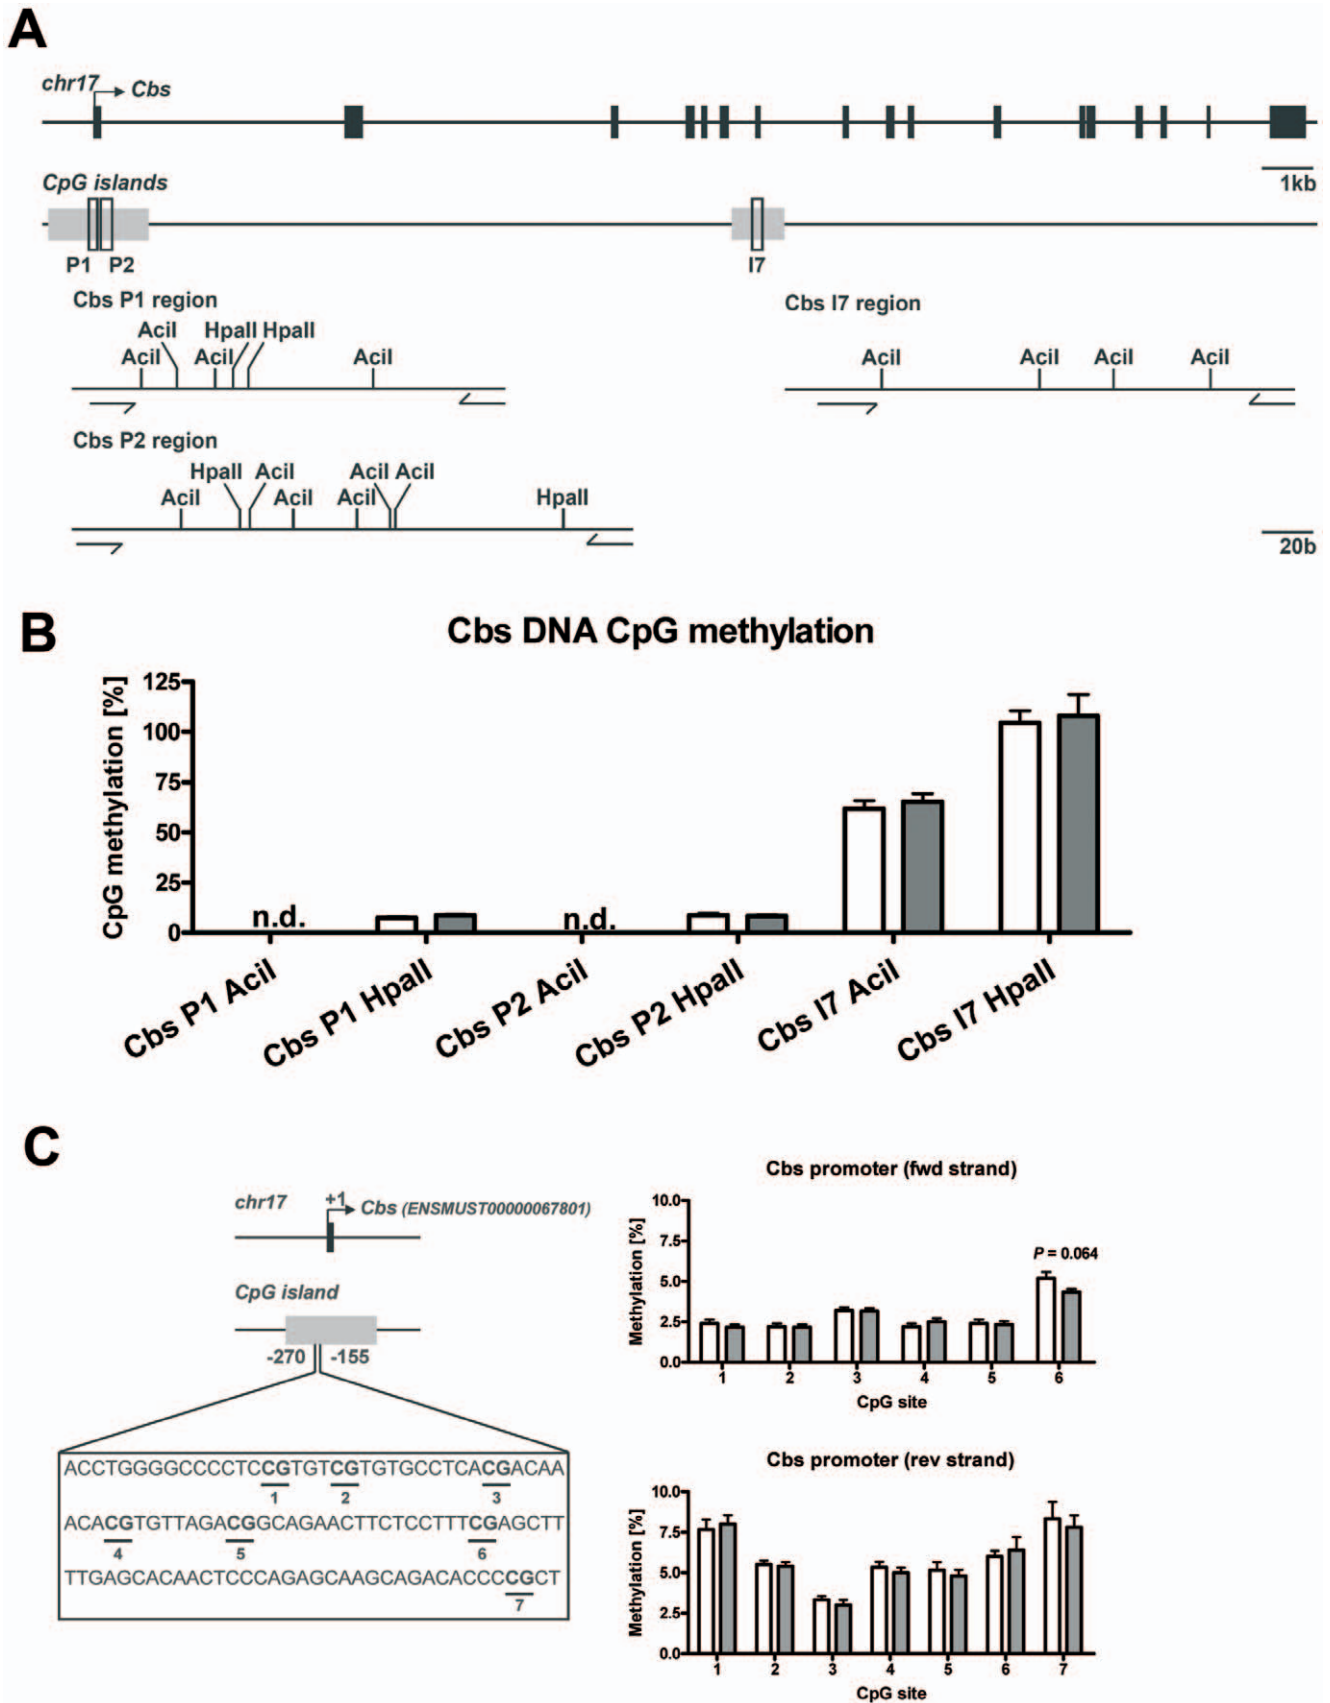 A
chr17 Cbs
1kb
CpG islands
P1 P2 I7
Cbs P1 region
AciI HpaII HpaII
AciI AciI AciI
Cbs I7 region
AciI AciI AciI AciI
Cbs P2 region
HpaII AciI AciI AciI
AciI AciI AciI HpaII
20b
B
Cbs DNA CpG methylation
CpG methylation [%]
125
100
75
50
25
0
n.d. n.d.
Cbs P1 AciI
Cbs P1 HpaII
Cbs P2 AciI
Cbs P2 HpaII
Cbs I7 AciI
Cbs I7 HpaII
C
chr17 +1 Cbs (ENSMUST00000067801)
CpG island
-270 -155
ACCTGGGGCCCCTCCGTGTCGTGTGCCTCACGACAA
1 2 3
ACACGTGTTAGACGGCAGAACTTCTCCTTTCGAGCTT
4 5 6
TTGAGCACAACTCCCAGAGCAAGCAGACACCCCGCT
7
Cbs promoter (fwd strand)
Methylation [%]
10.0
7.5
5.0
2.5
0.0
P = 0.064
1 2 3 4 5 6
CpG site
Cbs promoter (rev strand)
Methylation [%]
10.0
7.5
5.0
2.5
0.0
1 2 3 4 5 6 7
CpG site